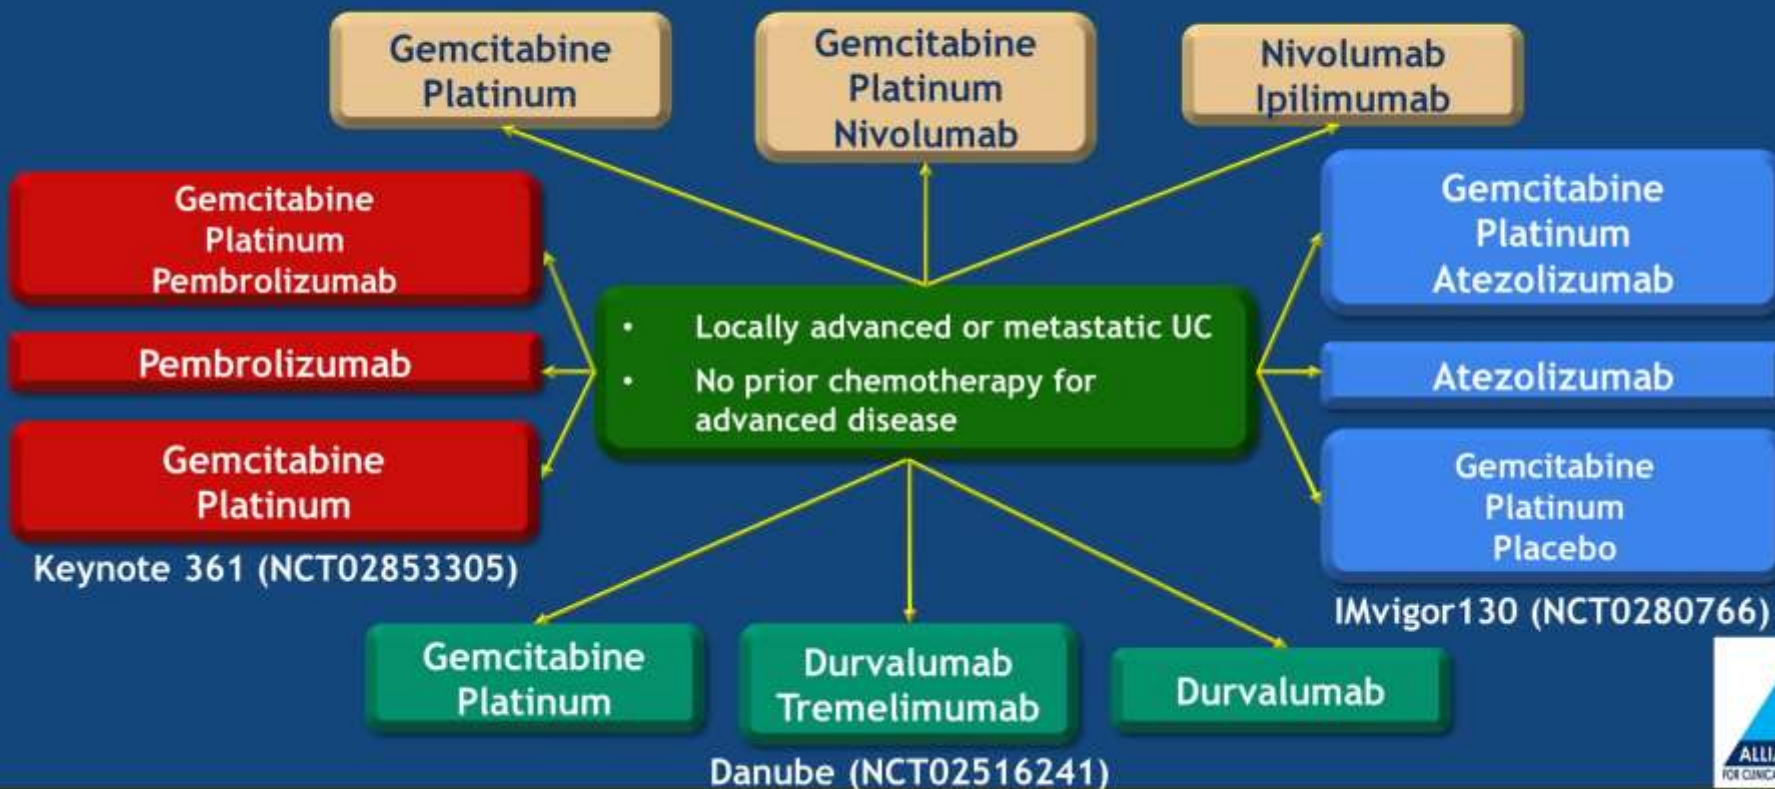 Gemcitabine
Platinum
Gemcitabine
Platinum
Nivolumab
Nivolumab
Ipilimumab
Gemcitabine
Platinum
Pembrolizumab
Pembrolizumab
Gemcitabine
Platinum
Keynote 361 (NCT02853305)
• Locally advanced or metastatic UC
• No prior chemotherapy for
advanced disease
Gemcitabine
Platinum
Atezolizumab
Atezolizumab
Gemcitabine
Platinum
Placebo
IMvigor130 (NCT0280766)
Gemcitabine
Platinum
Durvalumab
Tremelimumab
Durvalumab
Danube (NCT02516241)